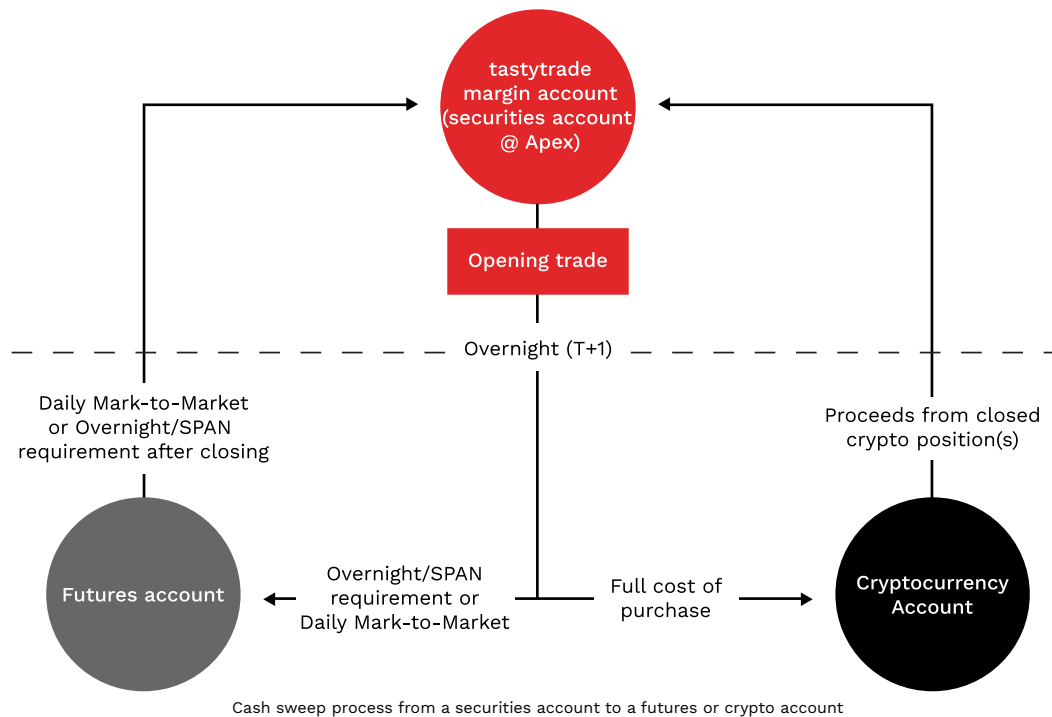 tastytrade
margin account
(securities account
@ Apex)
Opening trade
Overnight (T+1)
Daily Mark-to-Market
or Overnight/SPAN
requirement after closing
Proceeds from closed
crypto position(s)
Futures account
Overnight/SPAN
requirement or
Daily Mark-to-Market
Full cost of
purchase
Cryptocurrency
Account
Cash sweep process from a securities account to a futures or crypto account